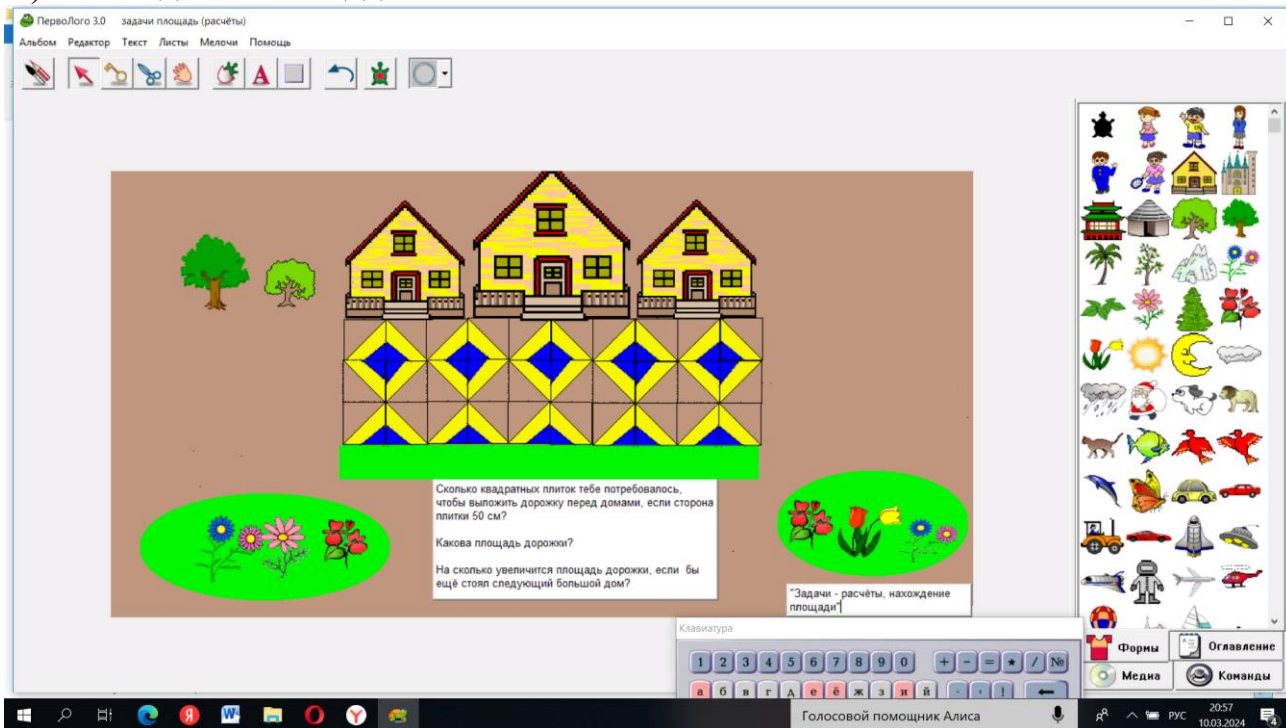 ПервоЛого 3.0 задачи площадь (расчёты)
Альбом Редактор Текст Листы Мелочи Помощь
A
Сколько квадратных плиток тебе потребовалось,
чтобы выложить дорожку перед домами, если сторона
плитки 50 см?
Какова площадь дорожки?
На сколько увеличится площадь дорожки, если бы
ещё стоял следующий большой дом?
"Задачи - расчёты, нахождение
площади"
Клавиатура
1 2 3 4 5 6 7 8 9 0 + - = * / №
а б в г д е ё ж з и й . , !
Формы Оглавление
Медиа Команды
Голосовой помощник Алиса
РУС
20:57
10.03.2024